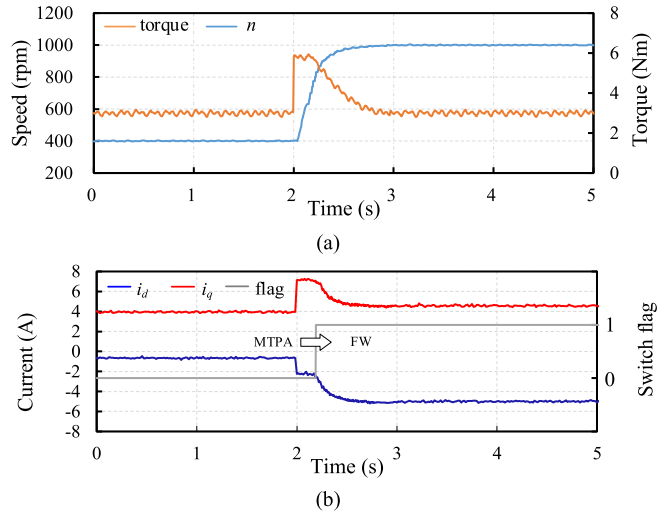 torque n
1200 1000 800 600 400 200
Speed (rpm)
8 6 4 2 0
Torque (Nm)
0 1 2 3 4 5
Time (s)
(a)
i_d i_q flag
8 6 4 2 0 -2 -4 -6 -8
Current (A)
MTPA FW
1 0
Switch flag
0 1 2 3 4 5
Time (s)
(b)